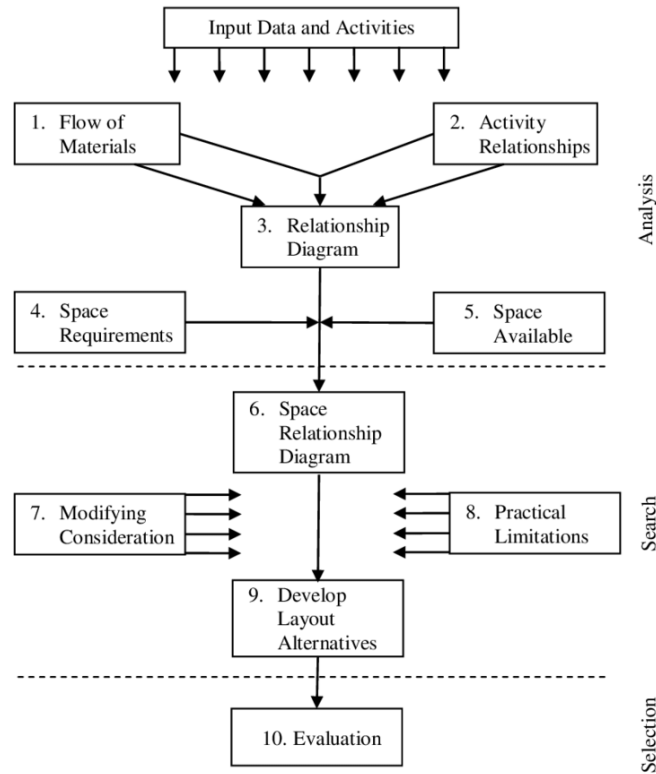 Input Data and Activities
1. Flow of
Materials
2. Activity
Relationships
3. Relationship
Diagram
Analysis
4. Space
Requirements
5. Space
Available
6. Space
Relationship
Diagram
7. Modifying
Consideration
8. Practical
Limitations
Search
9. Develop
Layout
Alternatives
10. Evaluation
Selection